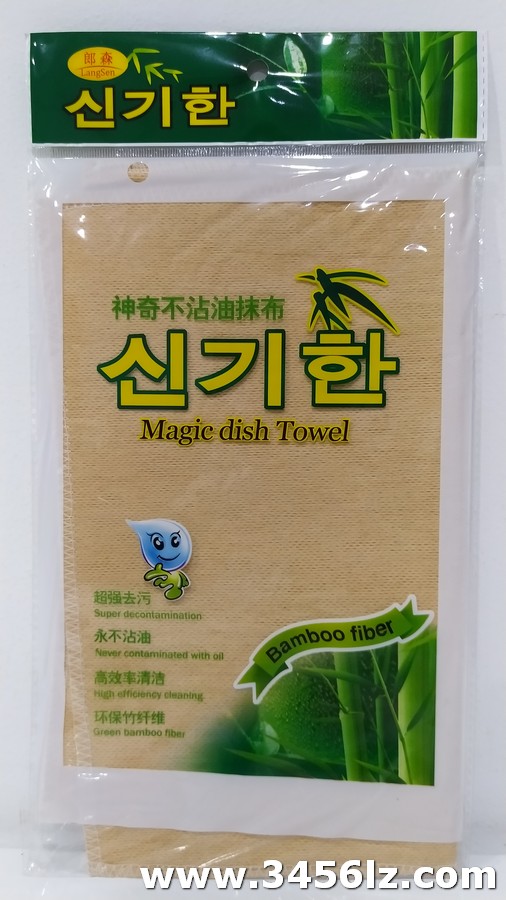 郎森
LangSen
신기한
神奇不沾油抹布
신기한
Magic dish Towel
超强去污
Super decontamination
永不沾油
Never contaminated with oil
高效率清洁
High efficiency cleaning
环保竹纤维
Green bamboo fiber
Bamboo fiber
www.3456lz.com